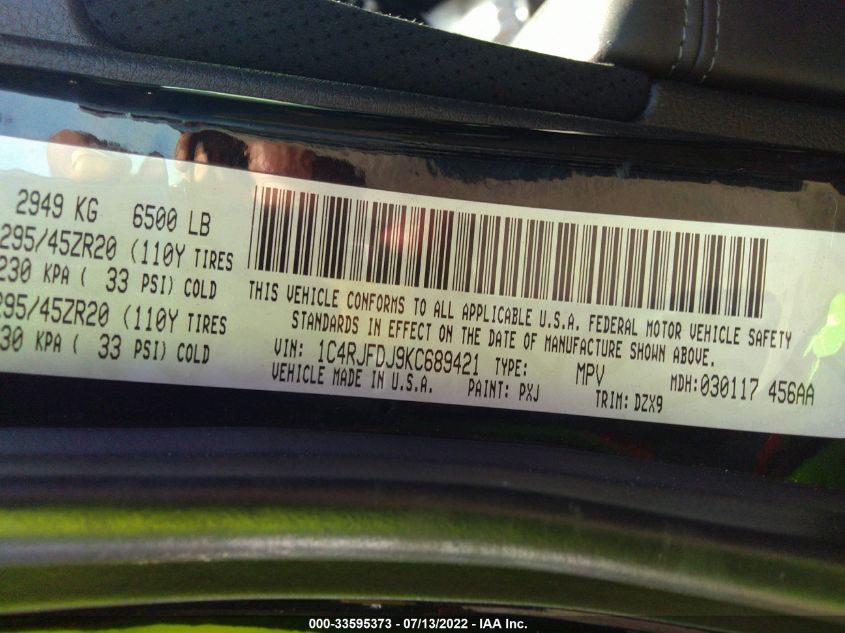 2949 KG 6500 LB
295/45ZR20 (110Y TIRES
230 KPA ( 33 PSI) COLD
295/45ZR20 (110Y TIRES
230 KPA ( 33 PSI) COLD
THIS VEHICLE CONFORMS TO ALL APPLICABLE U.S.A. FEDERAL MOTOR VEHICLE SAFETY
STANDARDS IN EFFECT ON THE DATE OF MANUFACTURE SHOWN ABOVE.
VIN: 1C4RJFDJ9KC689421 TYPE: MPV MDH:030117 456AA
VEHICLE MADE IN U.S.A. PAINT: PXJ TRIM: DZX9
000-33595373 - 07/13/2022 - IAA Inc.